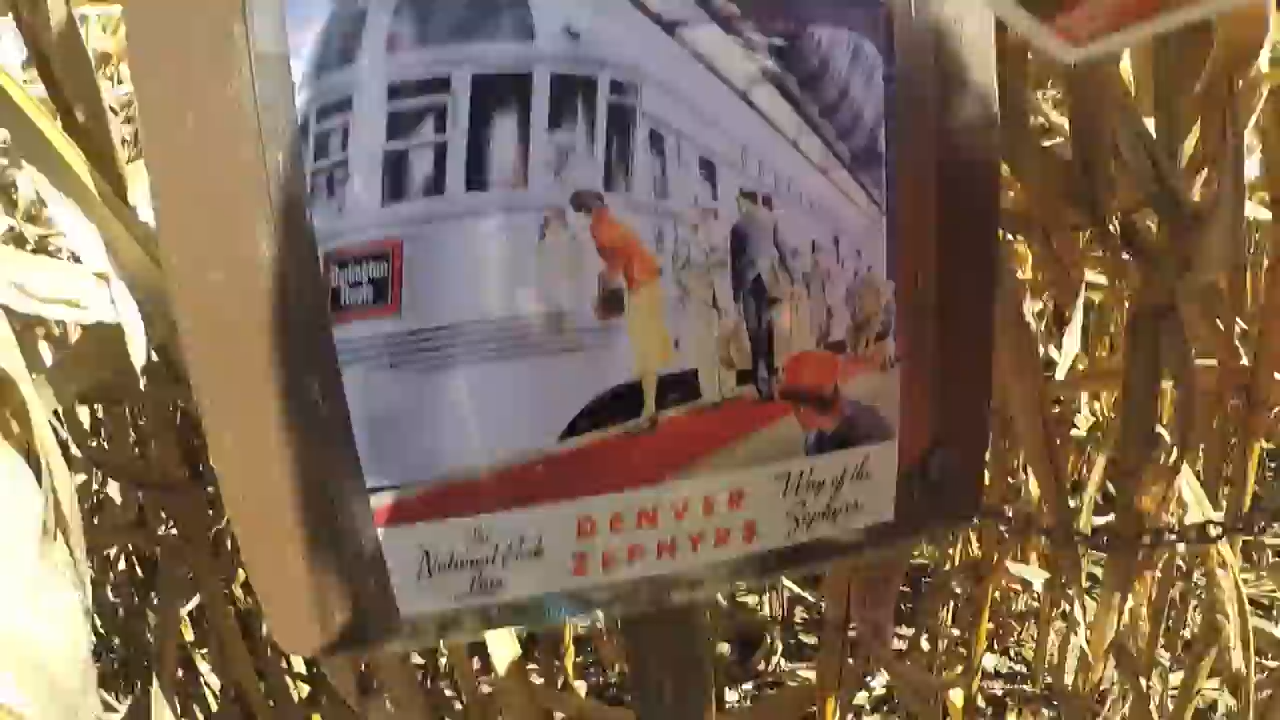 Burlington
Route
The
National Park
Line
DENVER
ZEPHYRS
Way of the
Zephyrs